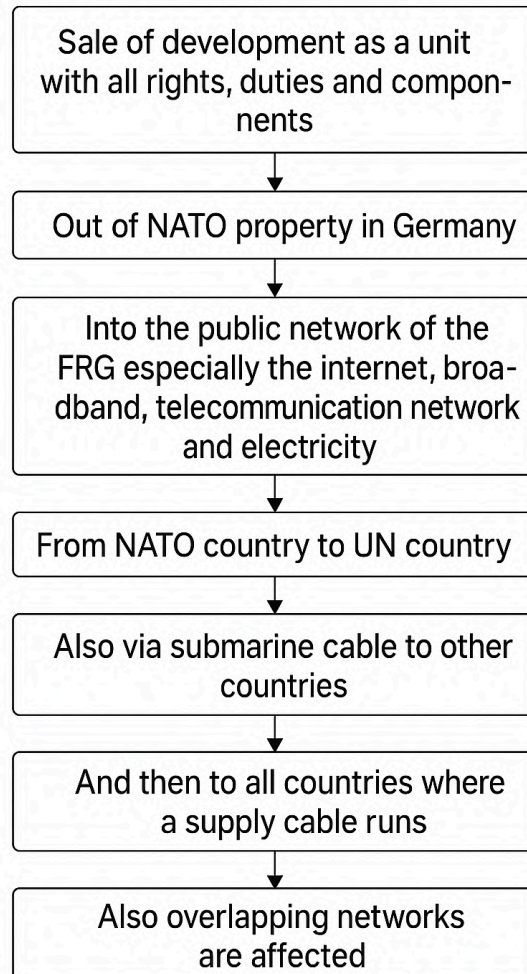 Sale of development as a unit
with all rights, duties and compon-
nents
Out of NATO property in Germany
Into the public network of the
FRG especially the internet, broa-
dband, telecommunication network
and electricity
From NATO country to UN country
Also via submarine cable to other
countries
And then to all countries where
a supply cable runs
Also overlapping networks
are affected